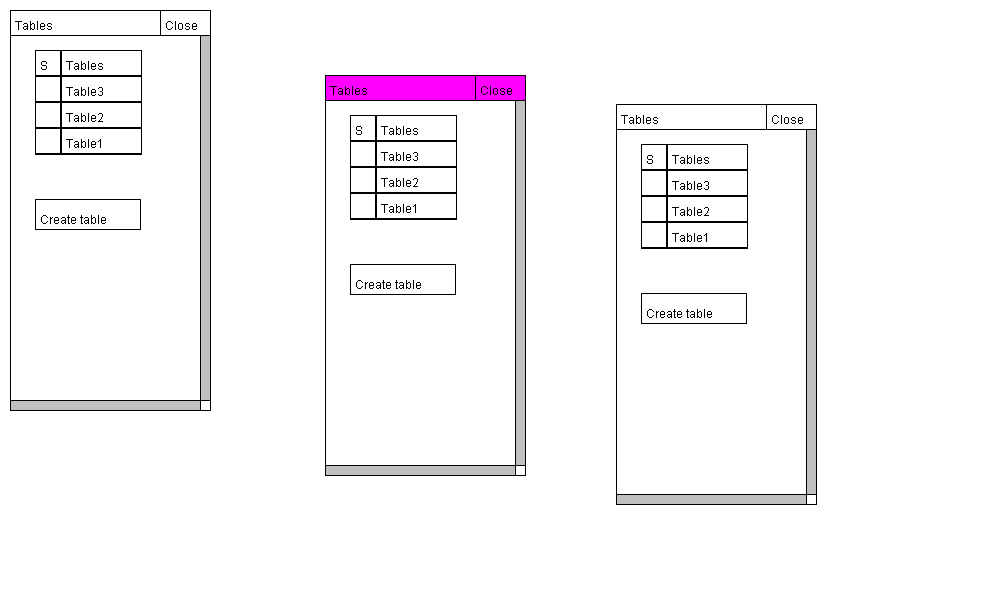 Tables Close
S Tables
Table3
Table2
Table1
Create table
Tables Close
S Tables
Table3
Table2
Table1
Create table
Tables Close
S Tables
Table3
Table2
Table1
Create table